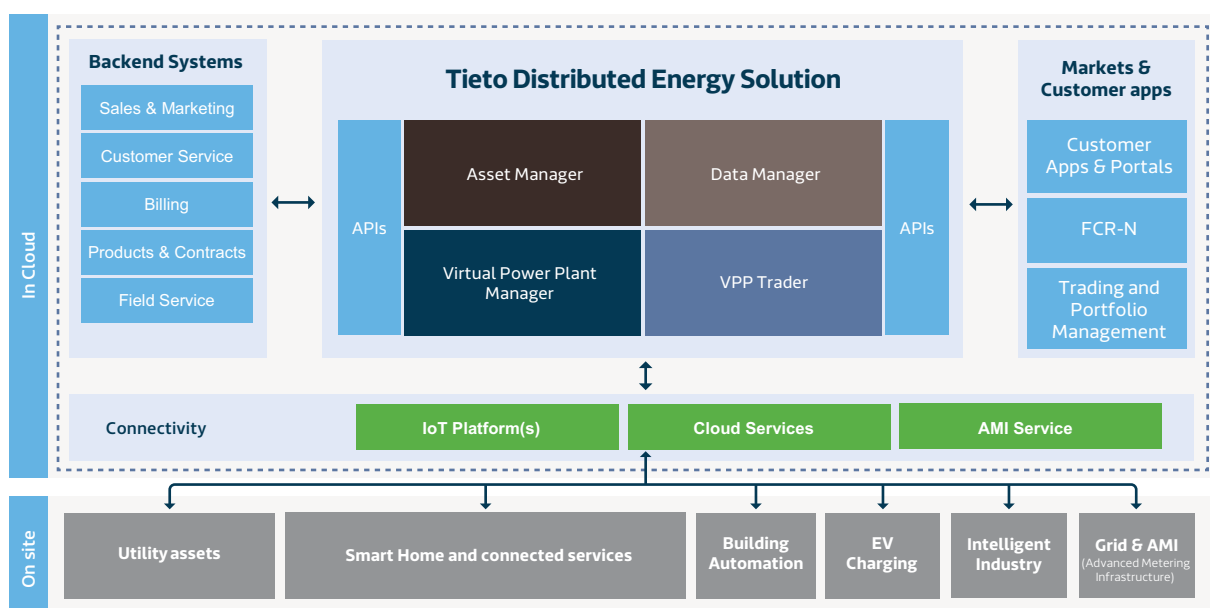 In Cloud
Backend Systems
Sales & Marketing
Customer Service
Billing
Products & Contracts
Field Service
Tieto Distributed Energy Solution
APIs
Asset Manager
Data Manager
Virtual Power Plant
Manager
VPP Trader
APIs
Markets &
Customer apps
Customer
Apps & Portals
FCR-N
Trading and
Portfolio
Management
Connectivity
IoT Platform(s)
Cloud Services
AMI Service
On site
Utility assets
Smart Home and connected services
Building
Automation
EV
Charging
Intelligent
Industry
Grid & AMI
(Advanced Metering
Infrastructure)